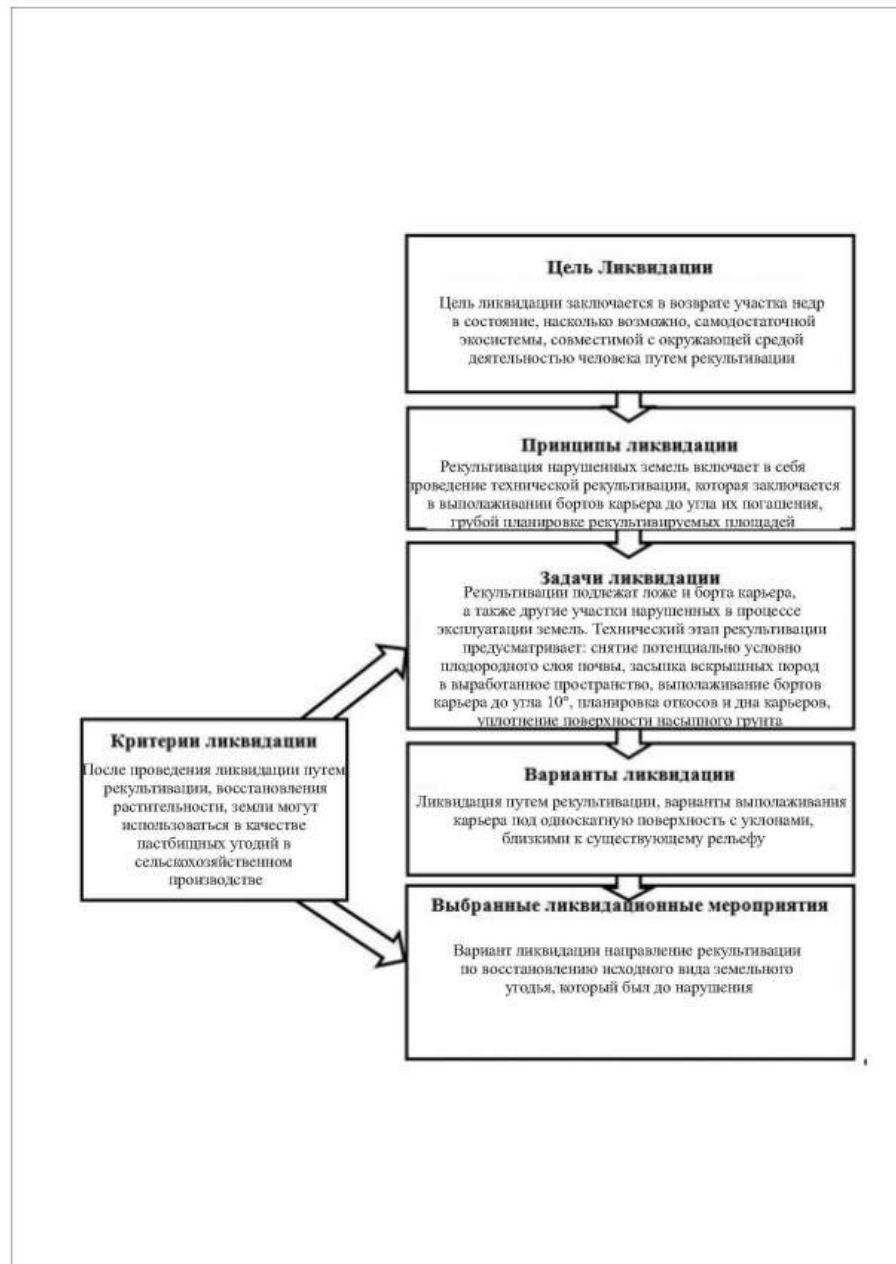 Цель Ликвидации
Цель ликвидации заключается в возврате участка недр
в состояние, насколько возможно, самодостаточной
экосистемы, совместимой с окружающей средой
деятельностью человека путем рекультивации
Принципы ликвидации
Рекультивация нарушенных земель включает в себя
проведение технической рекультивации, которая заключается
в выполаживании бортов карьера до угла их погашения,
грубой планировке рекультивируемых площадей
Задачи ликвидации
Рекультивации подлежат ложе и борта карьера,
а также другие участки нарушенных в процессе
эксплуатации земель. Технический этап рекультивации
предусматривает: снятие потенциально условно
плодородного слоя почвы, засыпка вскрышных пород
в выработанное пространство, выполаживание бортов
карьера до угла 10°, планировка откосов и дна карьеров,
уплотнение поверхности насыпного грунта
Критерии ликвидации
После проведения ликвидации путем
рекультивации, восстановления
растительности, земли могут
использоваться в качестве
пастбищных угодий в
сельскохозяйственном
производстве
Варианты ликвидации
Ликвидация путем рекультивации, варианты выполаживания
карьера под односкатную поверхность с уклонами,
близкими к существующему рельефу
Выбранные ликвидационные мероприятия
Вариант ликвидации направление рекультивации
по восстановлению исходного вида земельного
угодья, который был до нарушения